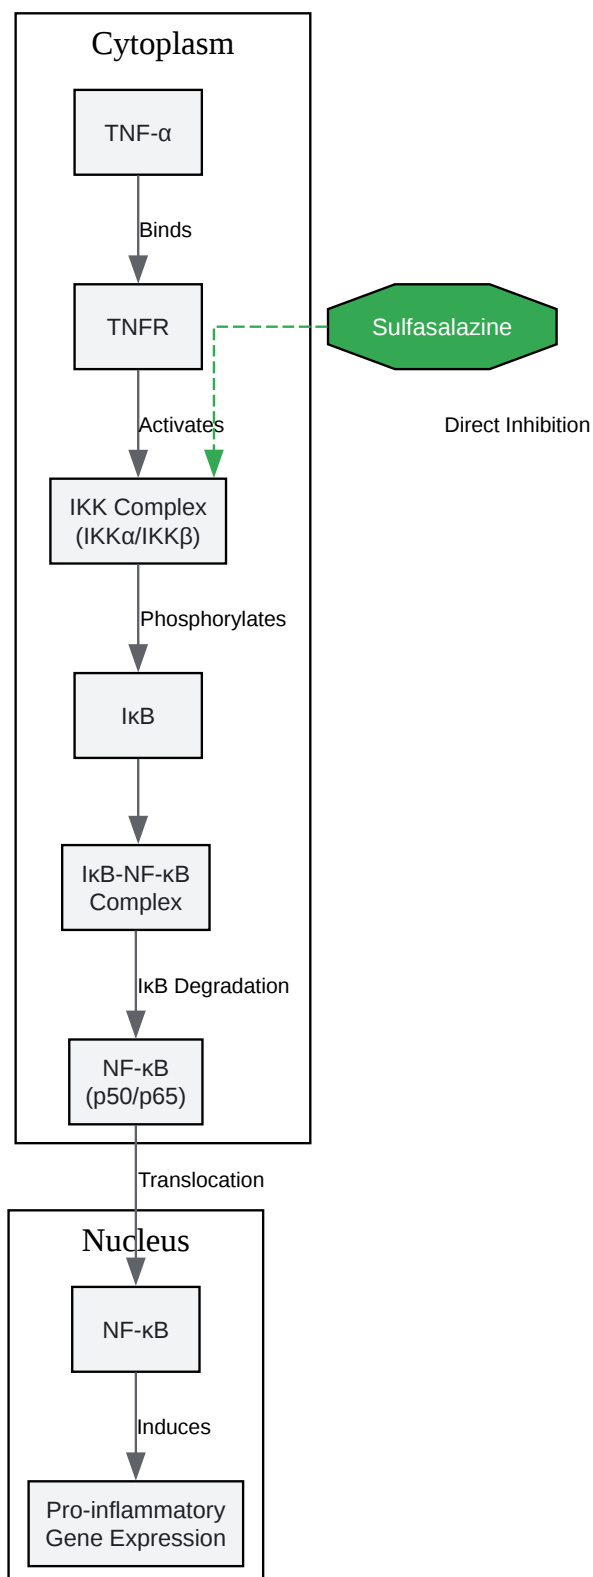 Cytoplasm
TNF-α
Binds
TNFR
Sulfasalazine
Activates
Direct Inhibition
IKK Complex
(IKKα/IKKβ)
Phosphorylates
IκB
IκB-NF-κB
Complex
IκB Degradation
NF-κB
(p50/p65)
Translocation
Nucleus
NF-κB
Induces
Pro-inflammatory
Gene Expression